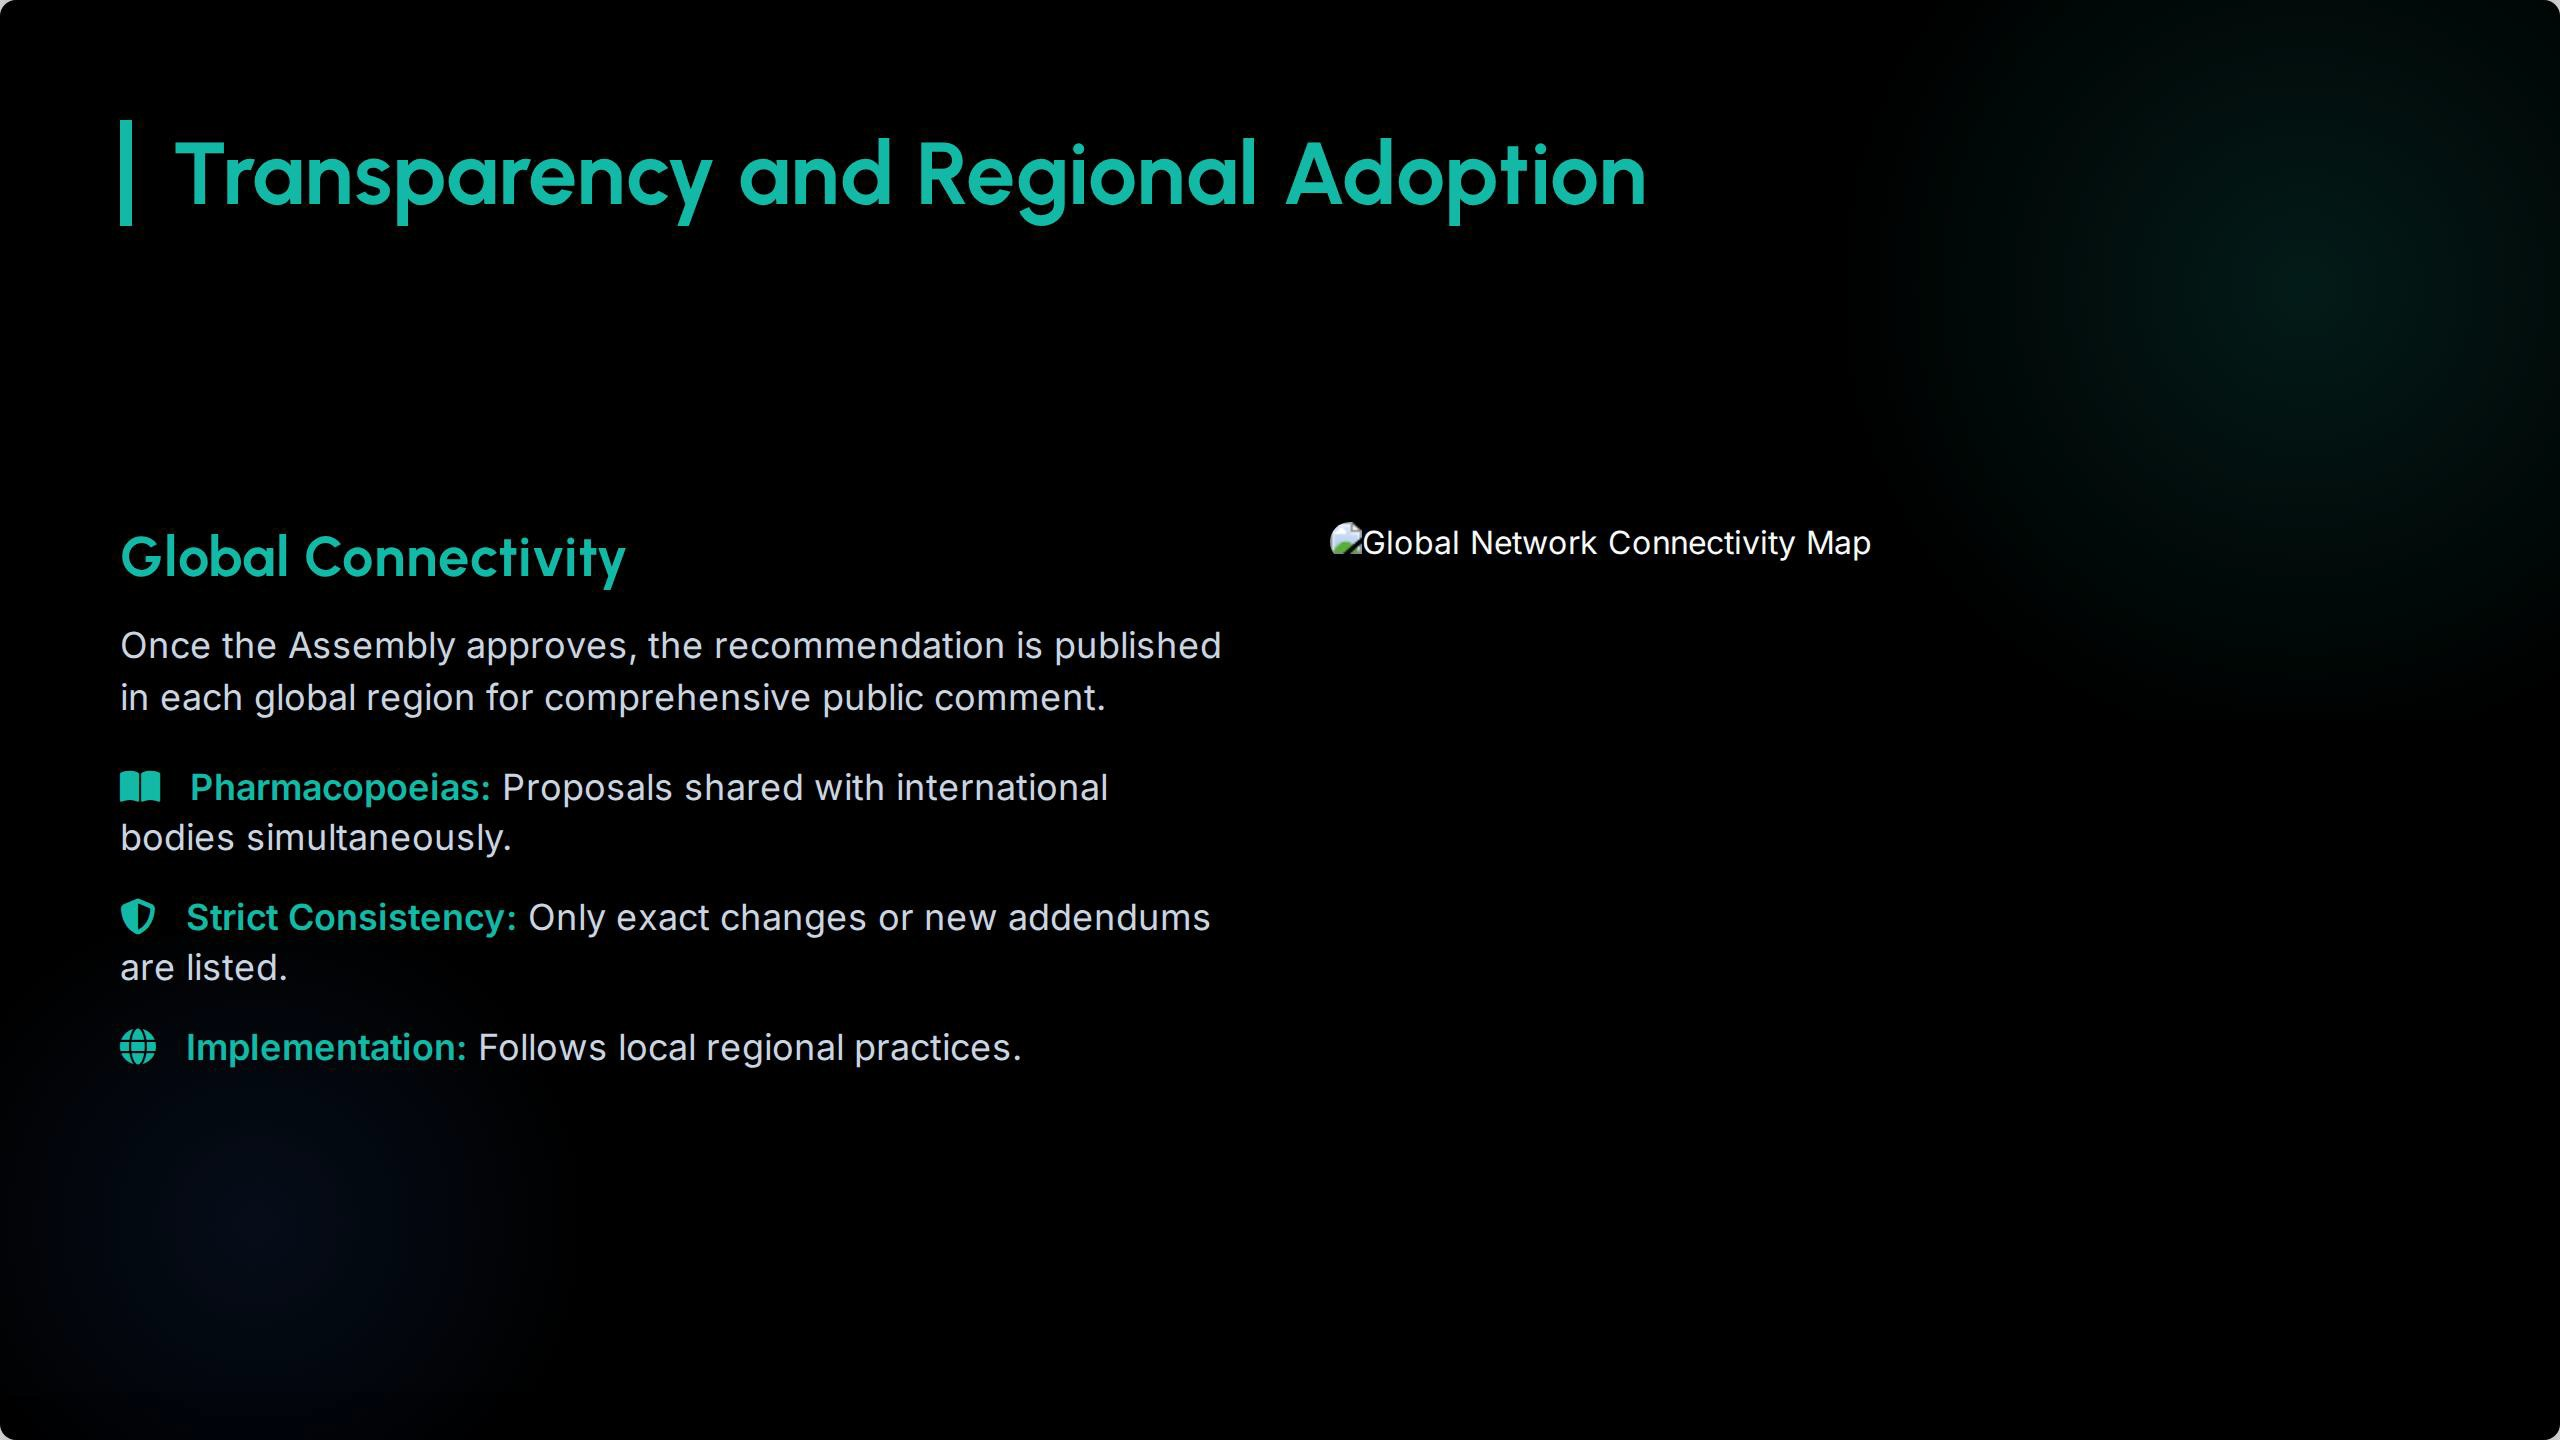 Transparency and Regional Adoption
Global Connectivity
Once the Assembly approves, the recommendation is published
in each global region for comprehensive public comment.
Pharmacopoeias: Proposals shared with international
bodies simultaneously.
Strict Consistency: Only exact changes or new addendums
are listed.
Implementation: Follows local regional practices.
Global Network Connectivity Map